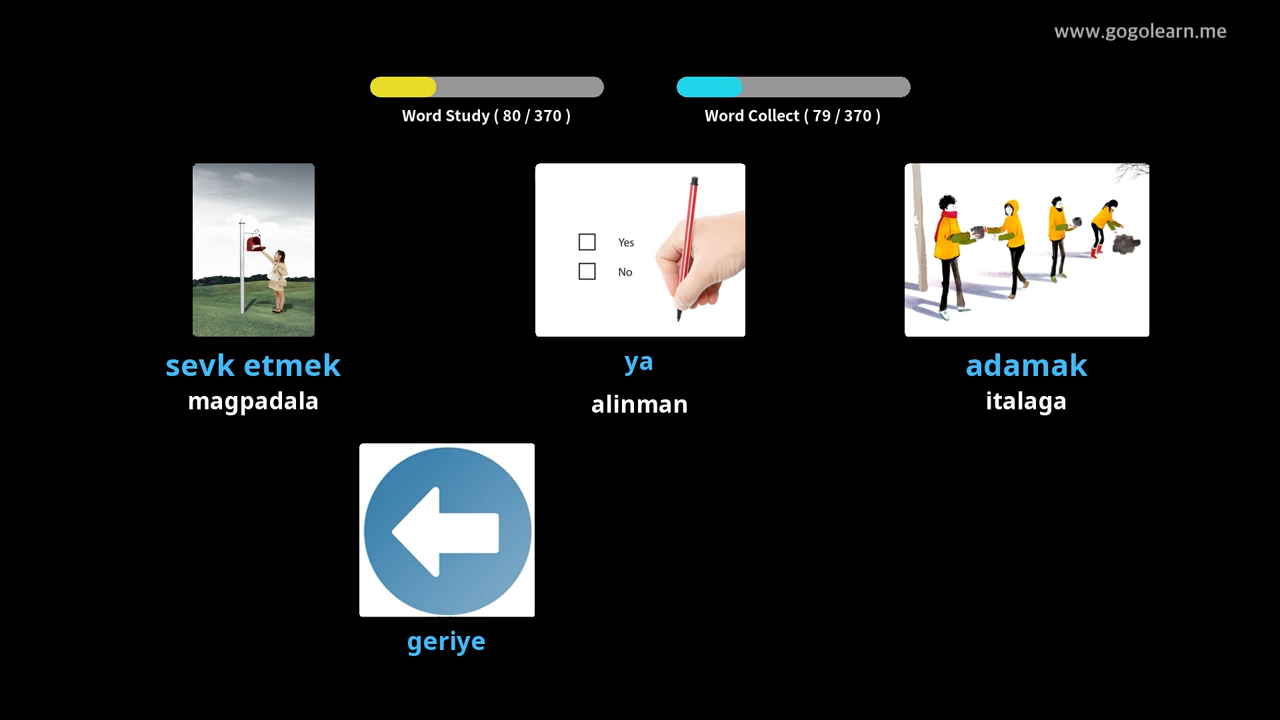 www.gogolearn.me
Word Study ( 80 / 370 )
Word Collect ( 79 / 370 )
Yes
No
sevk etmek
magpadala
ya
alinman
adamak
italaga
geriye